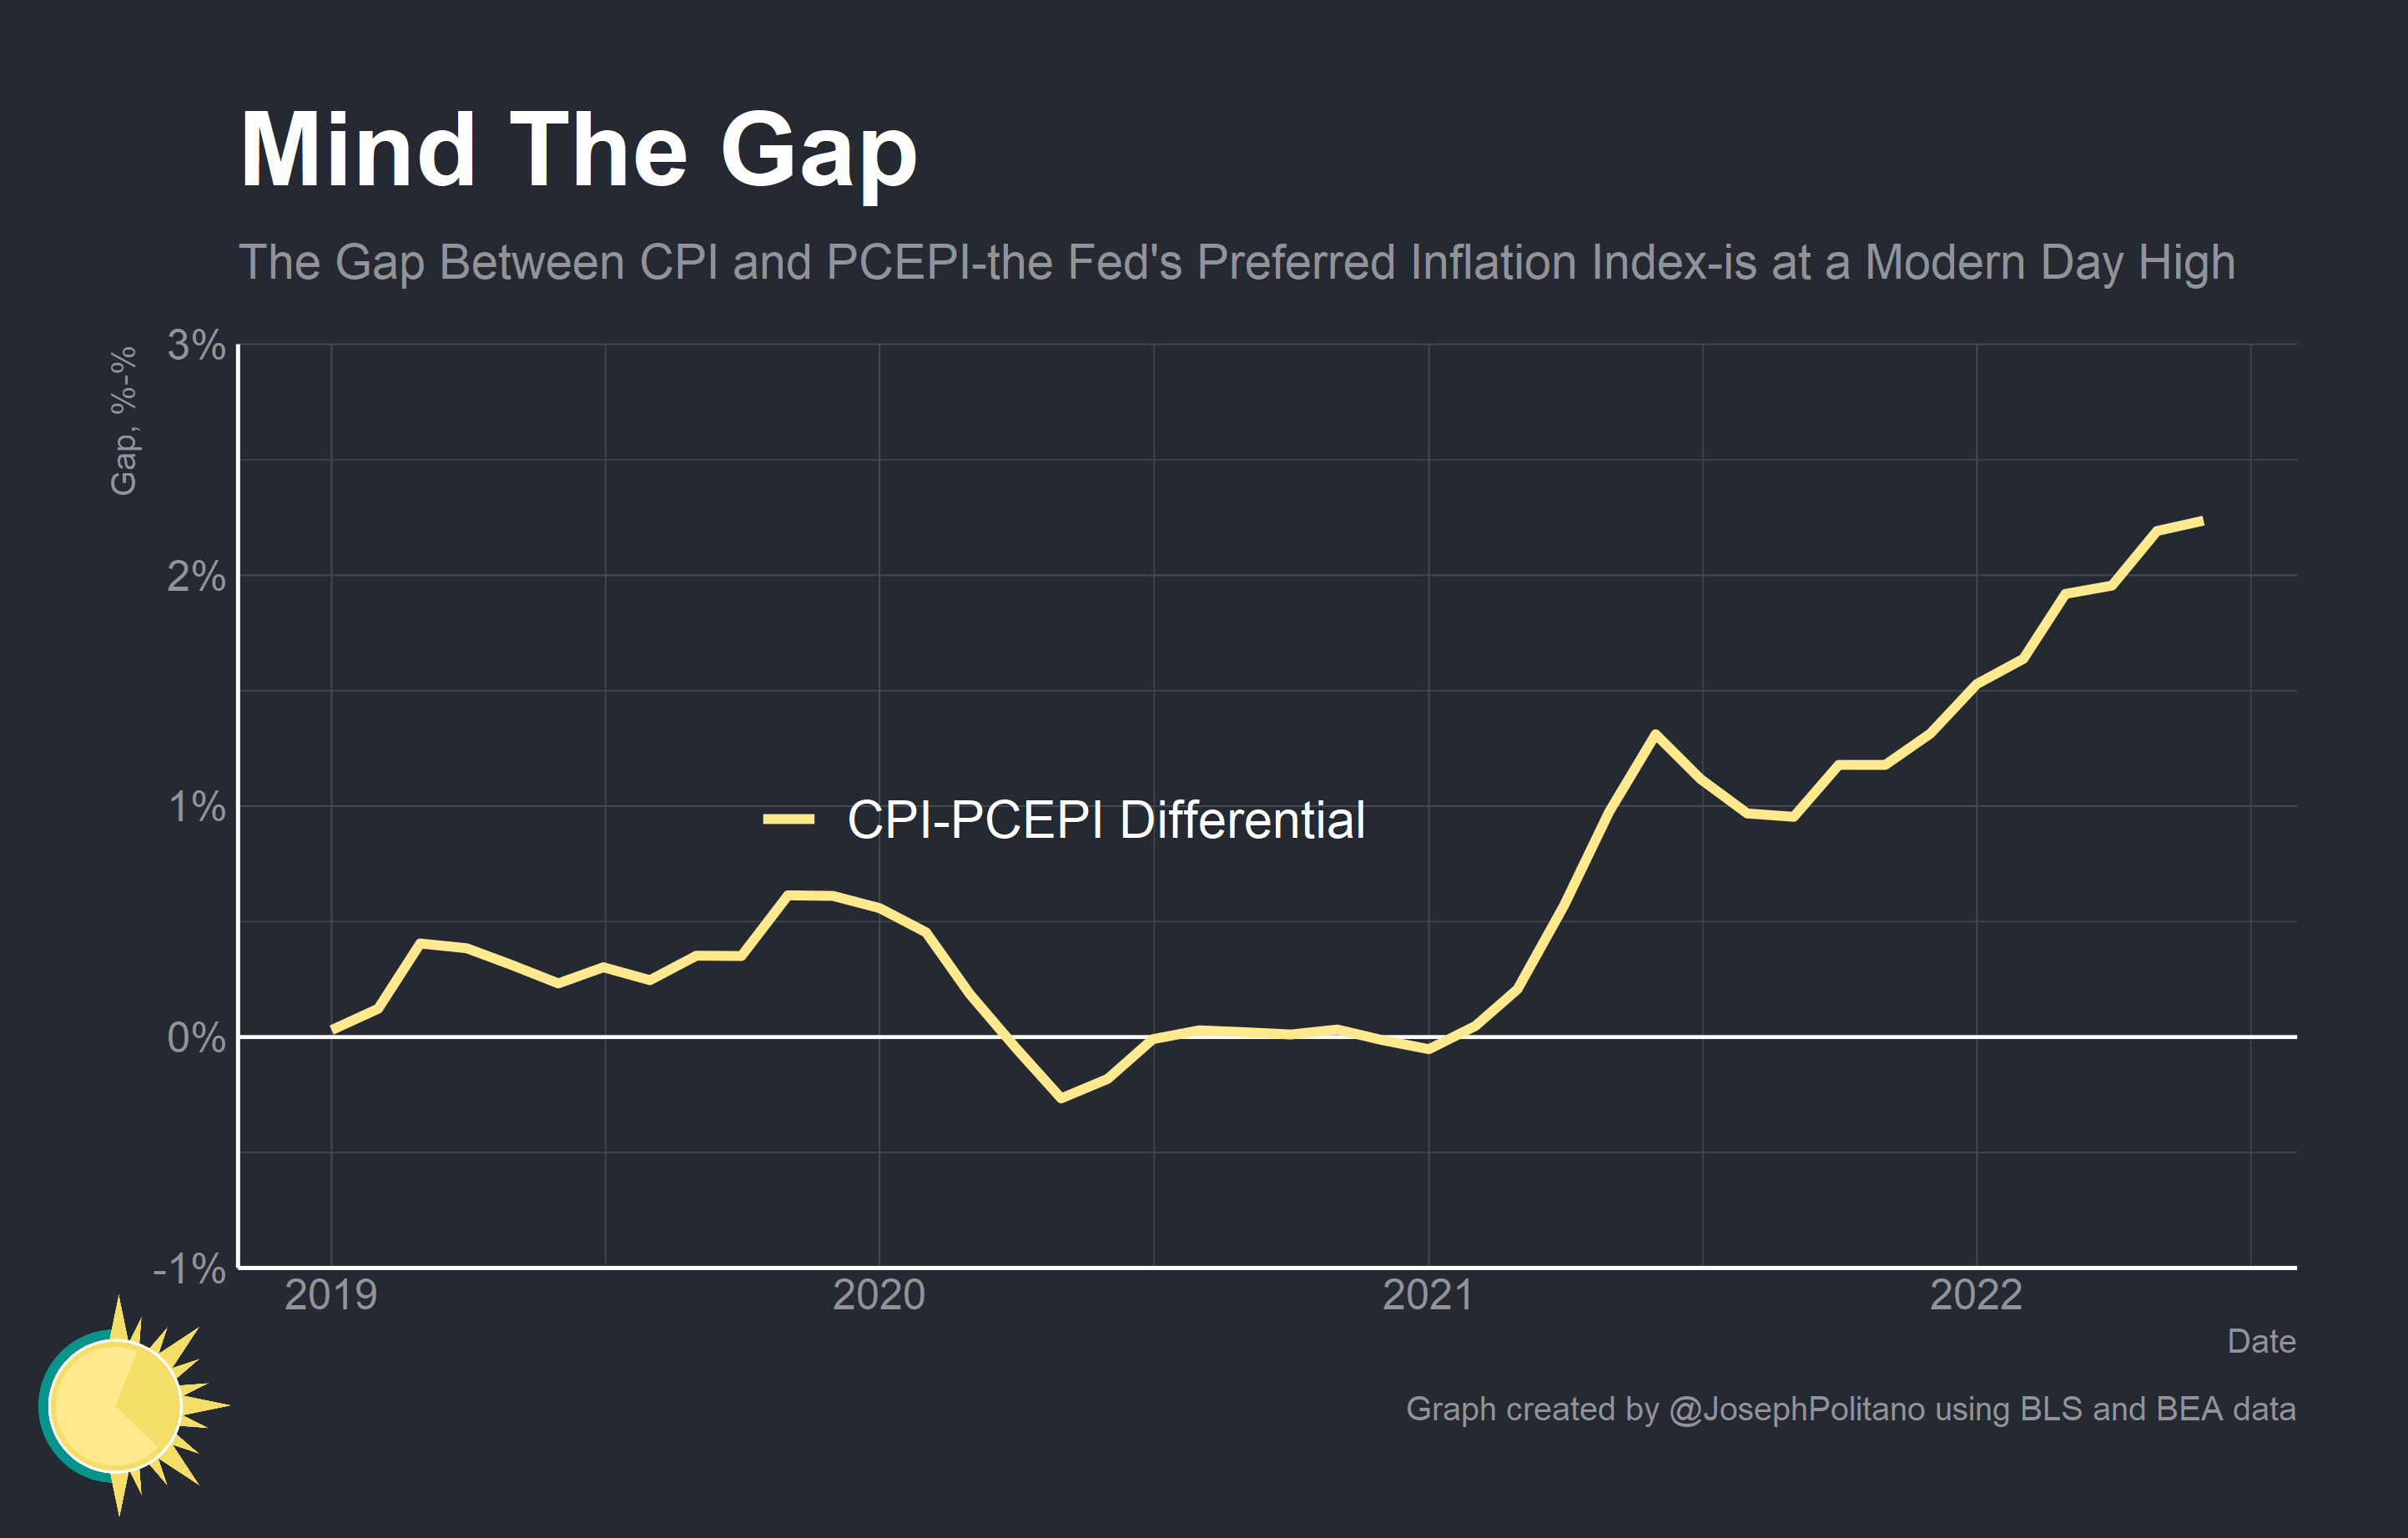 Mind The Gap
The Gap Between CPI and PCEPI-the Fed's Preferred Inflation Index-is at a Modern Day High
Gap, %-%
3%
2%
1%
0%
-1%
CPI-PCEPI Differential
2019
2020
2021
2022
Date
Graph created by @JosephPolitano using BLS and BEA data